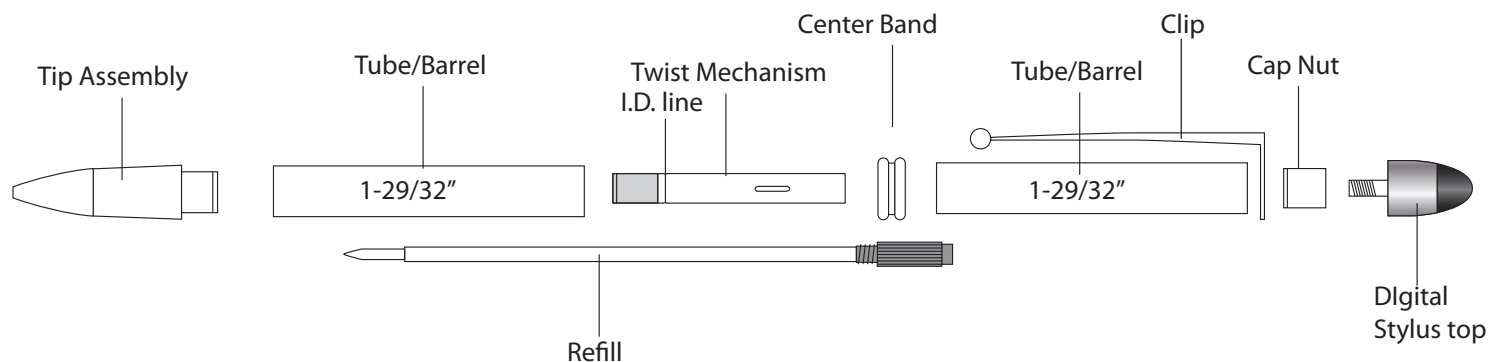 Center Band
Clip
Tip Assembly
Tube/Barrel
Twist Mechanism
I.D. line
Tube/Barrel
Cap Nut
1-29/32”
1-29/32”
DIgital
Stylus top
Refill